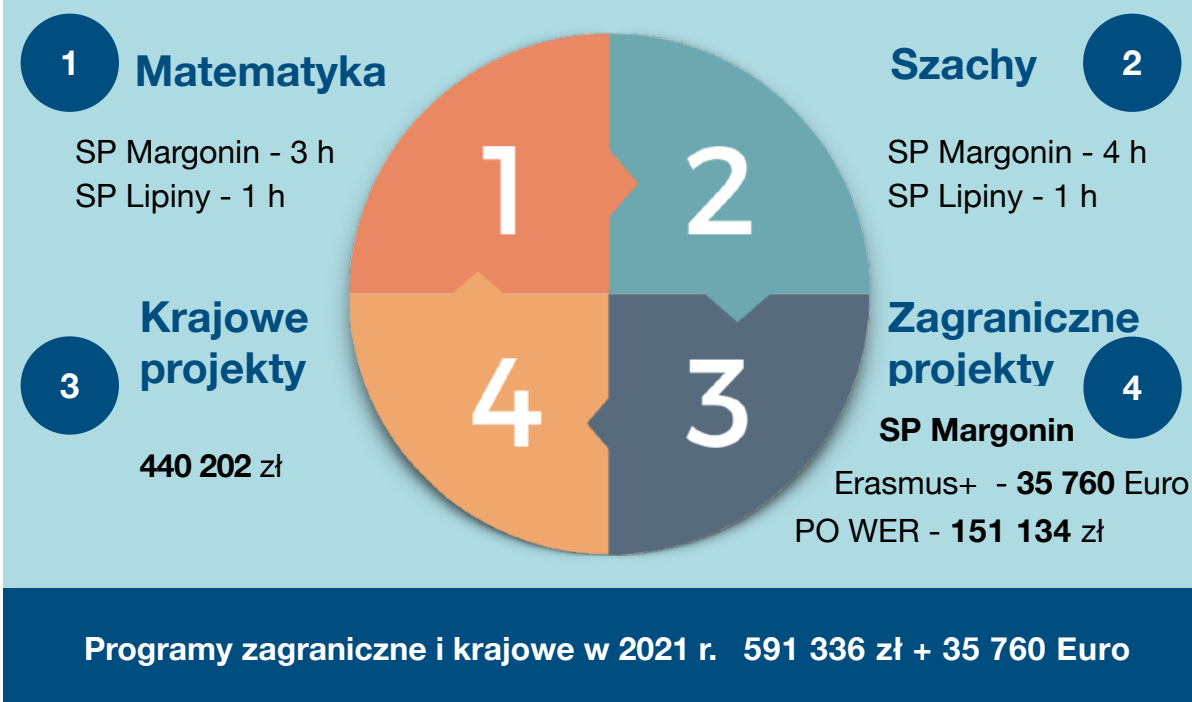 1
Matematyka
SP Margonin - 3 h
SP Lipiny - 1 h
Szachy
2
SP Margonin - 4 h
SP Lipiny - 1 h
1
2
4
3
3
Krajowe
projekty
440 202 zł
Zagraniczne
projekty
4
SP Margonin
Erasmus+ - 35 760 Euro
PO WER - 151 134 zł
Programy zagraniczne i krajowe w 2021 r. 591 336 zł + 35 760 Euro